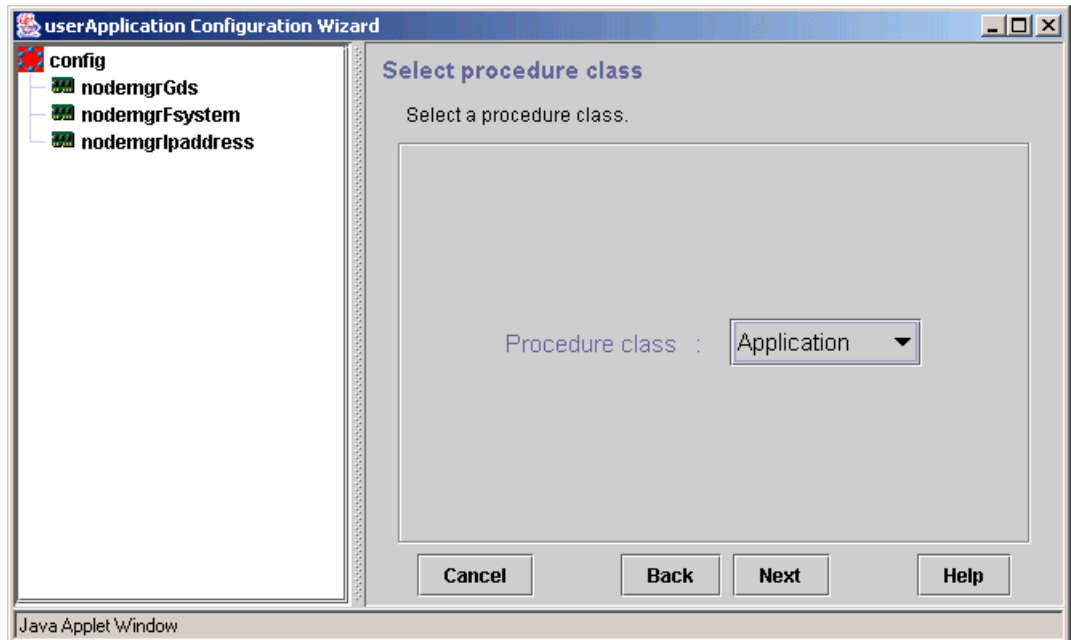 userApplication Configuration Wizard
config
nodemgrGds
nodemgrFsystem
nodemgrIpaddress
Select procedure class
Select a procedure class.
Procedure class :
Application
Cancel
Back
Next
Help
Java Applet Window